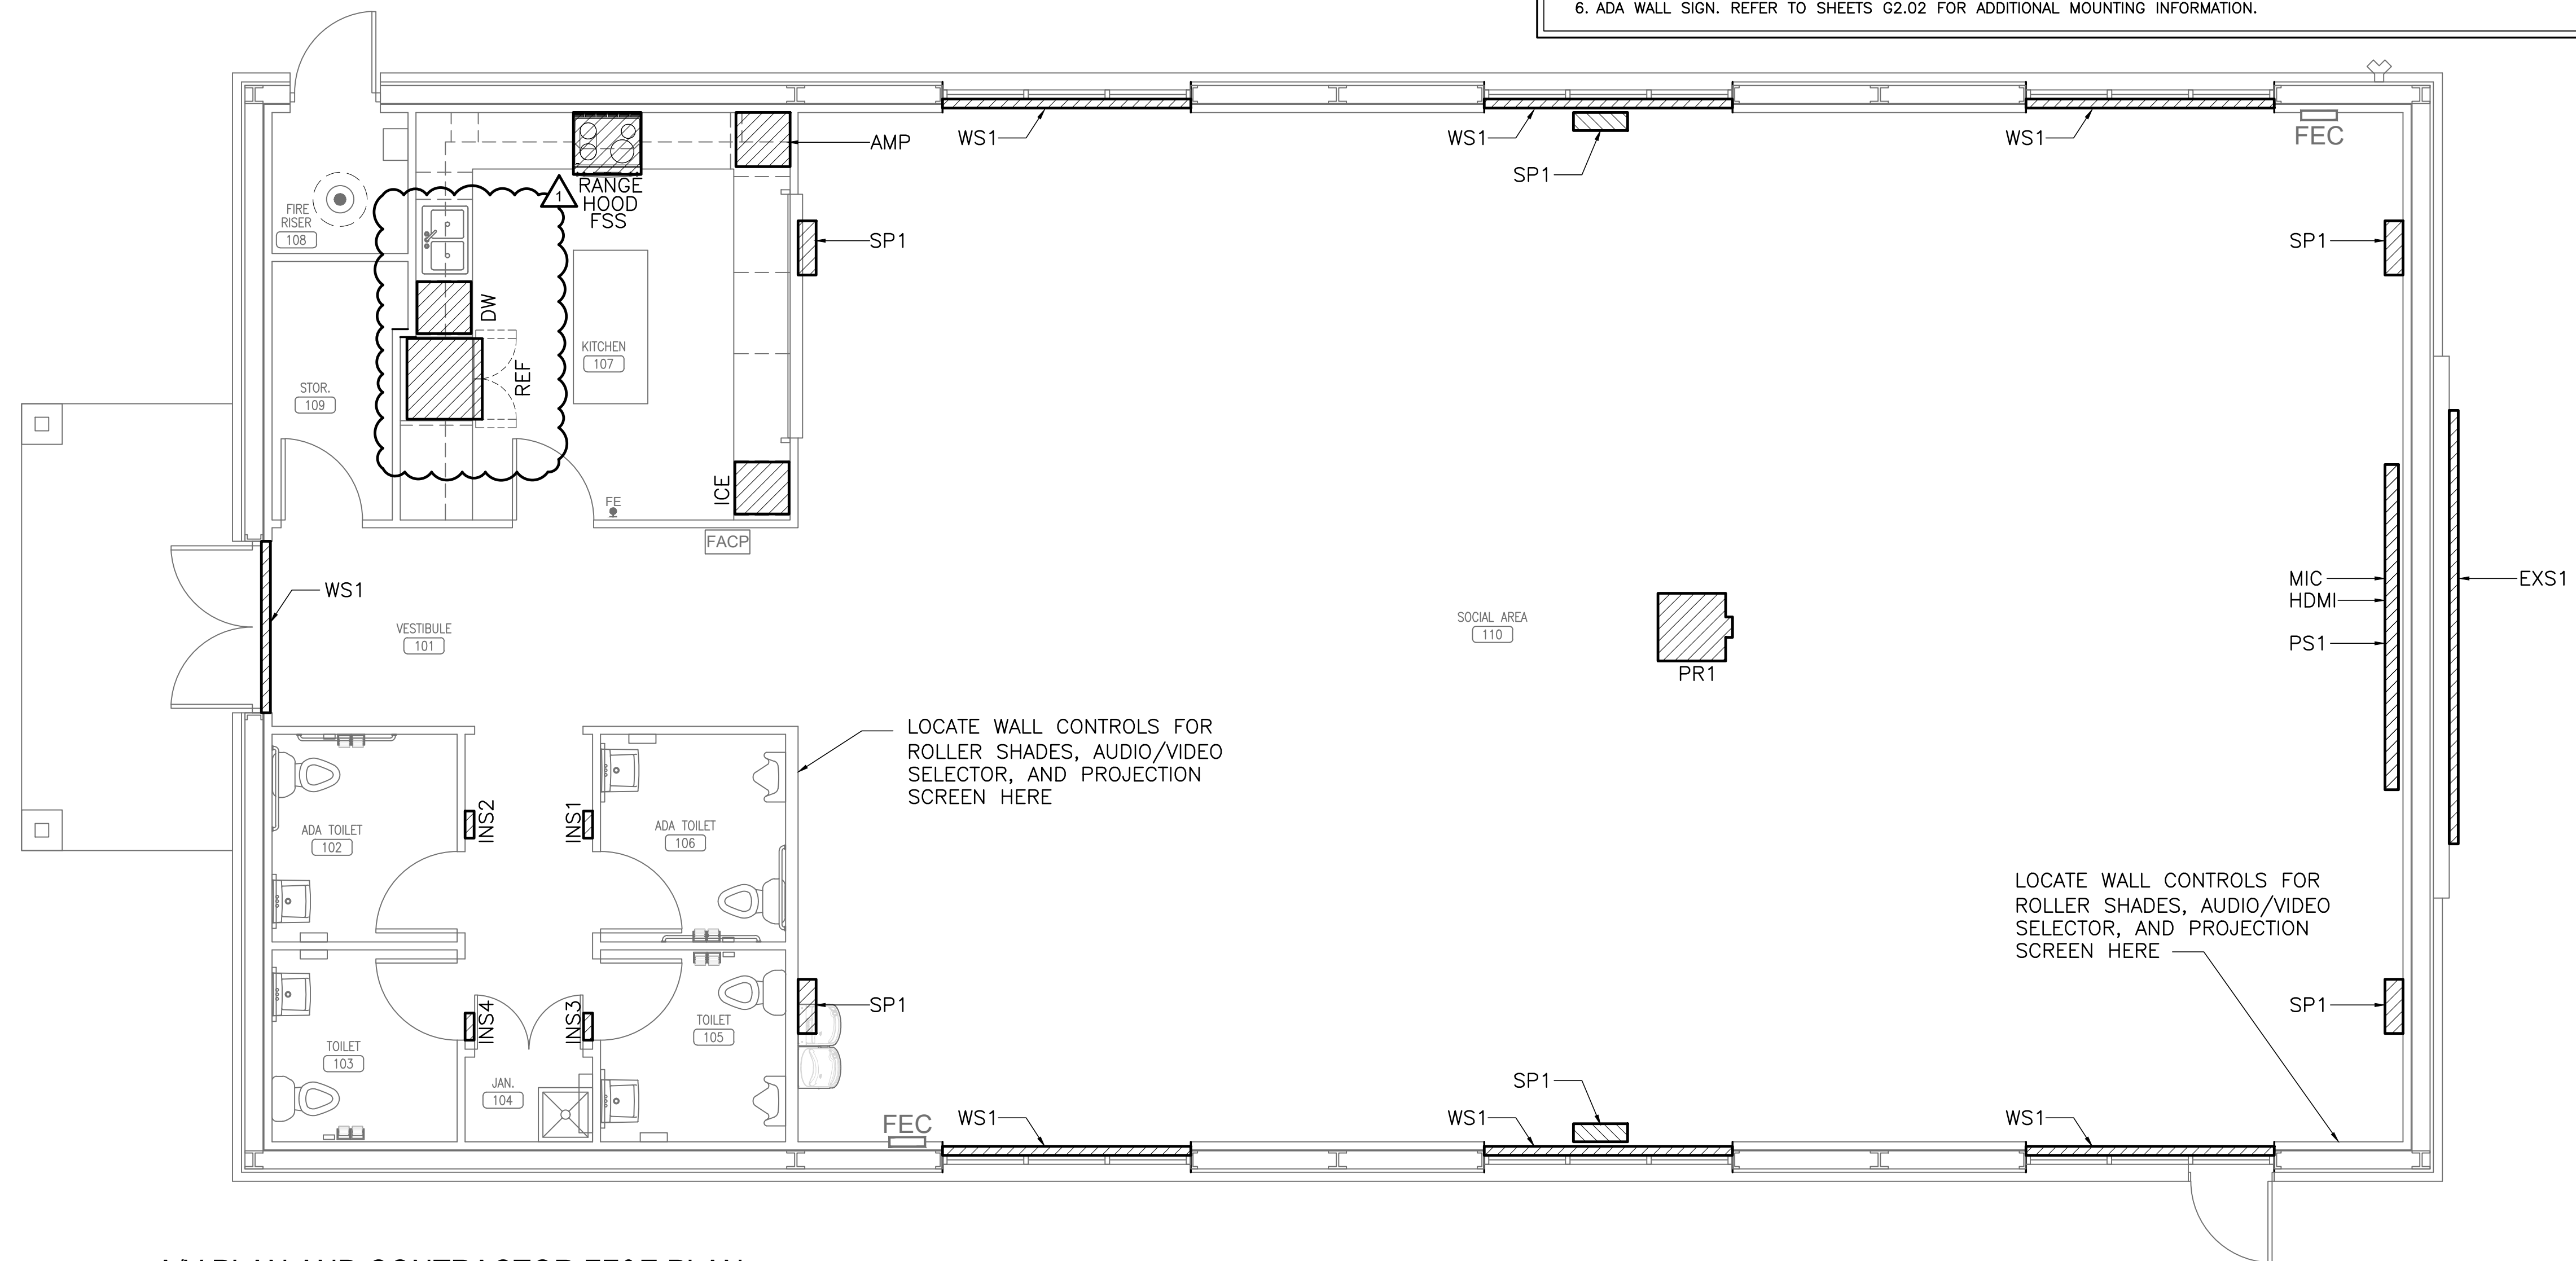 6. ADA WALL SIGN. REFER TO SHEETS G2.02 FOR ADDITIONAL MOUNTING INFORMATION.
AMP
WS1
WS1
WS1
FEC
SP1
RANGE
HOOD
FSS
1
FIRE
RISER
108
SP1
SP1
DW
REF
KITCHEN
107
STOR.
109
ICE
FE
FACP
WS1
VESTIBULE
101
SOCIAL AREA
110
PR1
MIC
HDMI
PS1
EXS1
LOCATE WALL CONTROLS FOR
ROLLER SHADES, AUDIO/VIDEO
SELECTOR, AND PROJECTION
SCREEN HERE
INS2
INS1
ADA TOILET
102
ADA TOILET
106
LOCATE WALL CONTROLS FOR
ROLLER SHADES, AUDIO/VIDEO
SELECTOR, AND PROJECTION
SCREEN HERE
INS4
INS3
SP1
SP1
TOILET
105
TOILET
103
JAN.
104
SP1
FEC
WS1
WS1
WS1
A/V PLAN AND CONTRACTOR FF&E PLAN